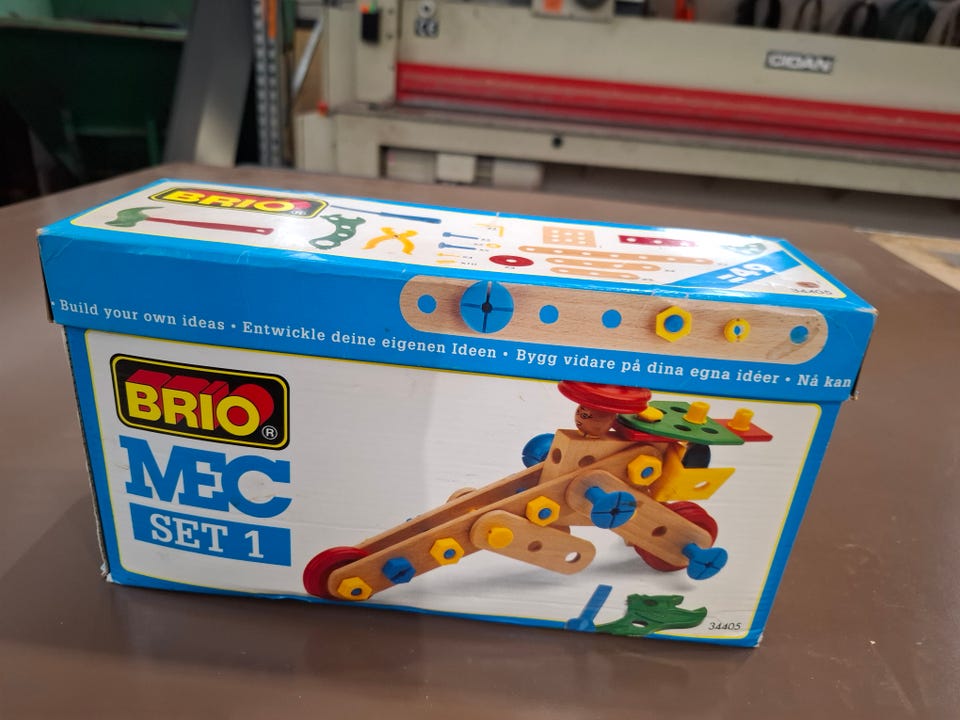 CIDAN
BRIO®
=49
34405
• Build your own ideas • Entwickle deine eigenen Ideen • Bygg vidare på dina egna idéer • Nå kan
BRIO®
MEC
SET 1
34405